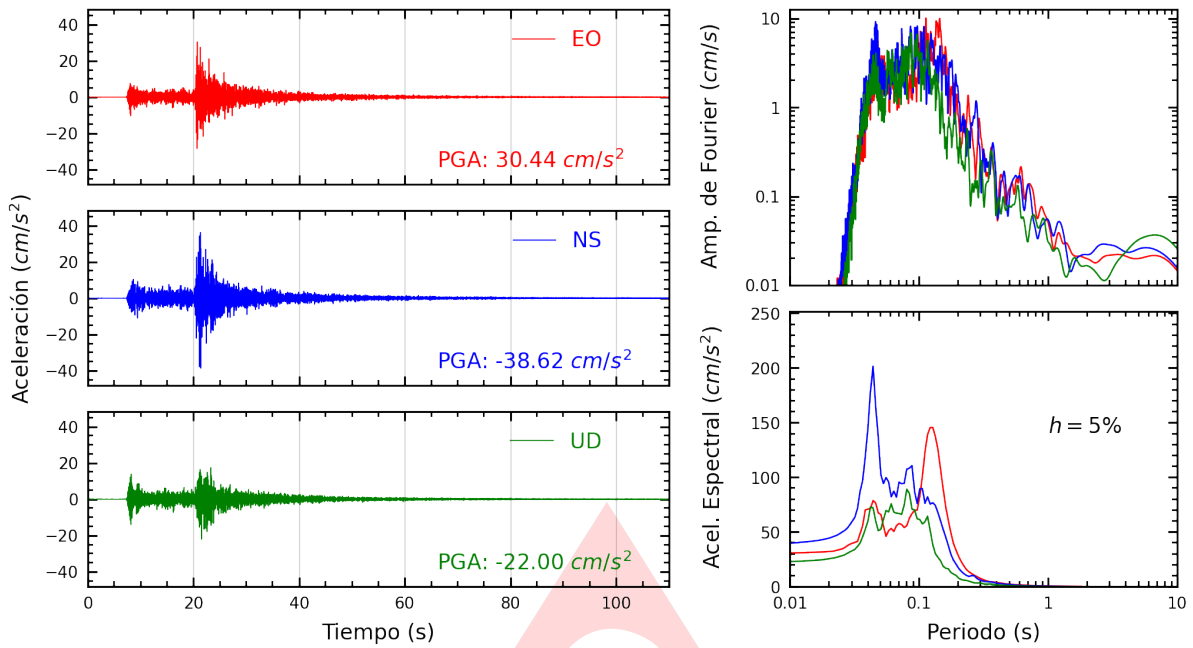 Aceleración (cm/s²)
40
20
0
−20
−40
EO
PGA: 30.44 cm/s²
40
20
0
−20
−40
NS
PGA: -38.62 cm/s²
40
20
0
−20
−40
UD
PGA: -22.00 cm/s²
0 20 40 60 80 100
Tiempo (s)
Amp. de Fourier (cm/s)
10
1
0.1
0.01
Acel. Espectral (cm/s²)
250
200
150
100
50
0
h = 5%
0.01 0.1 1 10
Periodo (s)